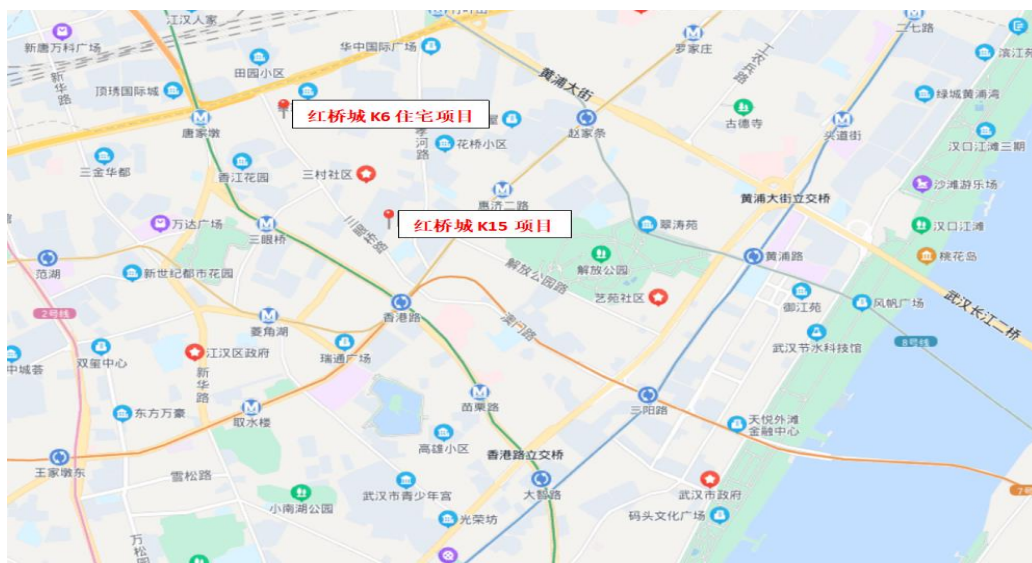 江汉人家
新唐万科广场
新华路
田园小区
华中国际广场
罗家庄
二七路
滨江苑
工农兵路
黄浦大街
顶琇国际城
唐家墩
红桥城 K6 住宅项目
赵家条
古德寺
头道街
绿城黄浦湾
汉口江滩三期
三金华都
香江花园
三村社区
花桥小区
惠济二路
沙滩游乐场
黄浦大街立交桥
万达广场
三眼桥
红桥城 K15 项目
翠涛苑
汉口江滩
范湖
新世纪都市花园
解放公园路
解放公园
黄浦路
桃花岛
艺苑社区
御江苑
风帆广场
武汉长江二桥
2号线
菱角湖
香港路
澳门路
8号线
双玺中心
江汉区政府
瑞通广场
武汉节水科技馆
中城荟
新华路
东方万豪
取水楼
苗栗路
三阳路
天悦外滩
金融中心
高雄小区
香港路立交桥
王家墩东
雪松路
小南湖公园
武汉市青少年宫
大智路
武汉市政府
光荣坊
码头文化广场